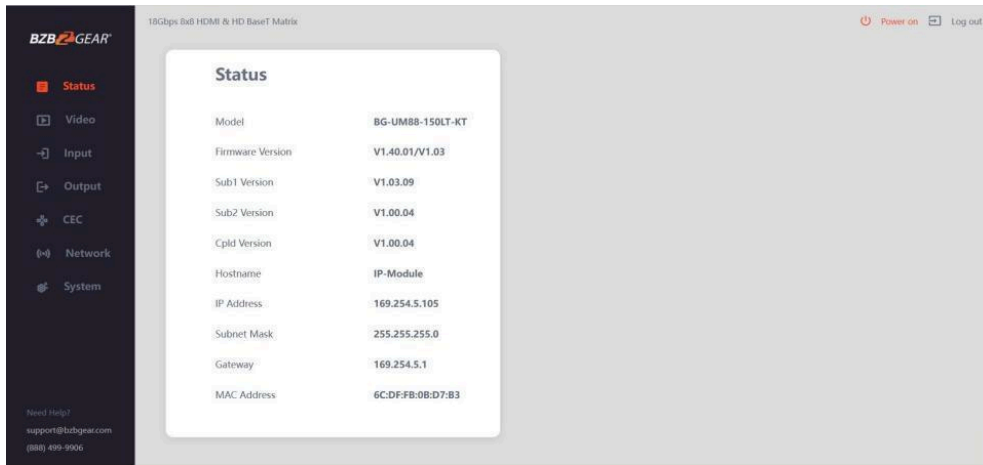 18Gbps 8x8 HDMI & HD BaseT Matrix
Power on Log out
BZBGEAR®
Status
Video
Input
Output
CEC
Network
System
Need Help?
support@bzbgear.com
(888) 499-9906
Status
Model BG-UM88-150LT-KT
Firmware Version V1.40.01/V1.03
Sub1 Version V1.03.09
Sub2 Version V1.00.04
Cpld Version V1.00.04
Hostname IP-Module
IP Address 169.254.5.105
Subnet Mask 255.255.255.0
Gateway 169.254.5.1
MAC Address 6C:DF:FB:0B:D7:B3